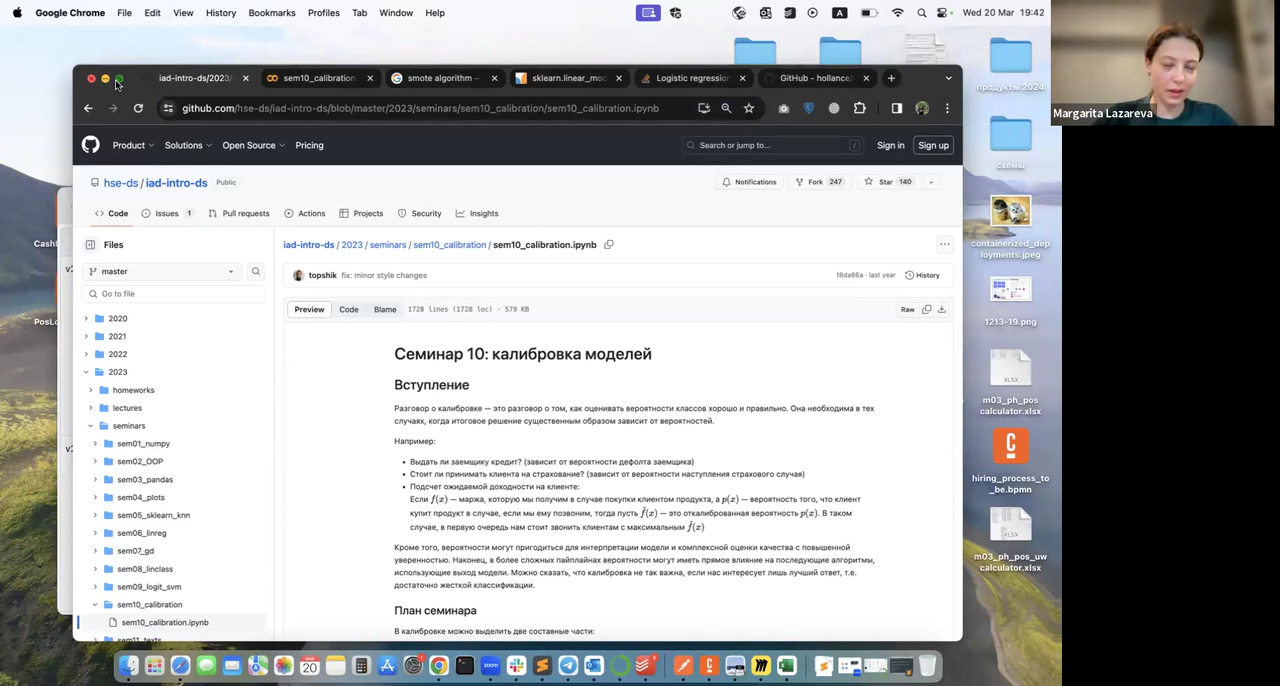 Google Chrome File Edit View History Bookmarks Profiles Tab Window Help
A Wed 20 Mar 19:42
iad-intro-ds/2023/
sem10_calibration.
smote algorithm –
sklearn.linear_mod
Logistic regression
GitHub - hollance/
github.com/hse-ds/iad-intro-ds/blob/master/2023/seminars/sem10_calibration/sem10_calibration.ipynb
Product Solutions Open Source Pricing
Search or jump to...
/
Sign in
Sign up
hse-ds / iad-intro-ds Public
Notifications
Fork 247
Star 140
Code
Issues 1
Pull requests
Actions
Projects
Security
Insights
Files
master
Go to file
2020
2021
2022
2023
homeworks
lectures
seminars
sem01_numpy
sem02_OOP
sem03_pandas
sem04_plots
sem05_sklearn_knn
sem06_linreg
sem07_gd
sem08_linclass
sem09_logit_svm
sem10_calibration
sem10_calibration.ipynb
sem11_texts
iad-intro-ds / 2023 / seminars / sem10_calibration / sem10_calibration.ipynb
topshik fix: minor style changes
f8da86a · last year
History
Preview Code Blame 1728 lines (1728 loc) · 579 KB
Raw
Семинар 10: калибровка моделей
Вступление
Разговор о калибровке — это разговор о том, как оценивать вероятности классов хорошо и правильно. Она необходима в тех
случаях, когда итоговое решение существенным образом зависит от вероятностей.
Например:
• Выдать ли заемщику кредит? (зависит от вероятности дефолта заемщика)
• Стоит ли принимать клиента на страхование? (зависит от вероятности наступления страхового случая)
• Подсчет ожидаемой доходности на клиенте:
Если f(x) — маржа, которую мы получим в случае покупки клиентом продукта, а p(x) — вероятность того, что клиент
купит продукт в случае, если мы ему позвоним, тогда пусть f̂(x) — это откалиброванная вероятность p(x). В таком
случае, в первую очередь нам стоит звонить клиентам с максимальным f̂(x)
Кроме того, вероятности могут пригодиться для интерпретации модели и комплексной оценки качества с повышенной
уверенностью. Наконец, в более сложных пайплайнах вероятности могут иметь прямое влияние на последующие алгоритмы,
использующие выход модели. Можно сказать, что калибровка не так важна, если нас интересует лишь лучший ответ, т.е.
достаточно жесткой классификации.
План семинара
В калибровке можно выделить две составные части:
продукты 2024
схемы
containerized_dep
loyments.jpeg
1213-19.png
XLSX
m03_ph_pos
calculator.xlsx
hiring_process_to
_be.bpmn
XLSX
m03_ph_pos_uw
calculator.xlsx
Margarita Lazareva
zoom
20